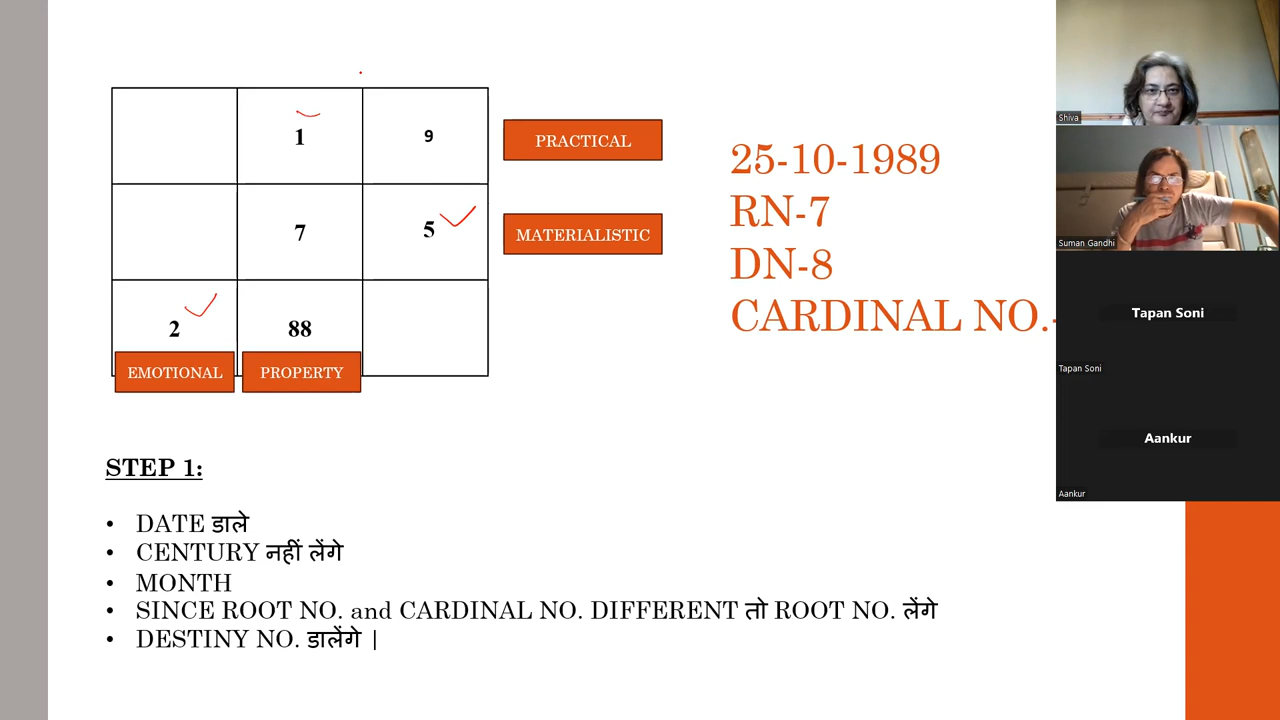 1 9 PRACTICAL
7 5 MATERIALISTIC
2 88
EMOTIONAL PROPERTY
25-10-1989
RN-7
DN-8
CARDINAL NO.-
STEP 1:
• DATE डाले
• CENTURY नहीं लेंगे
• MONTH
• SINCE ROOT NO. and CARDINAL NO. DIFFERENT तो ROOT NO. लेंगे
• DESTINY NO. डालेंगे |
Shiva
Suman Gandhi
Tapan Soni
Tapan Soni
Aankur
Aankur